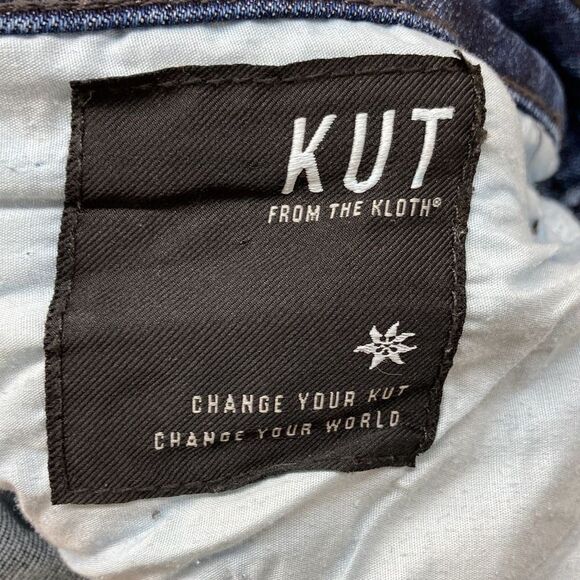 KUT
FROM THE KLOTH®
CHANGE YOUR KUT
CHANGE YOUR WORLD